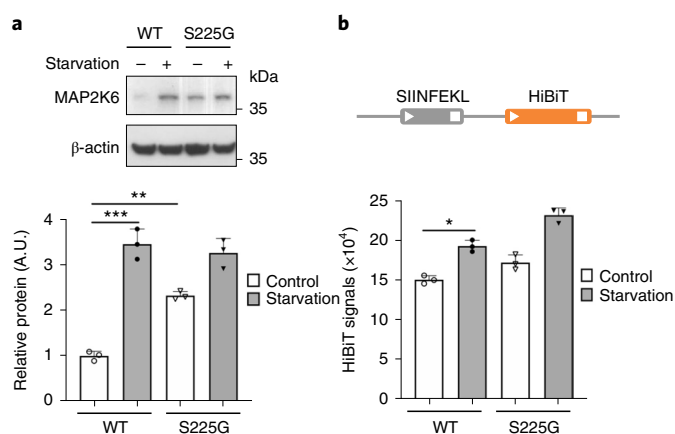 a
WT S225G
Starvation − + − +
kDa
MAP2K6
35
β-actin
35
**
***
4
3
2
1
0
Relative protein (A.U.)
Control
Starvation
WT S225G
b
SIINFEKL HiBiT
*
25
20
15
10
5
0
HiBiT signals (×10⁴)
Control
Starvation
WT S225G